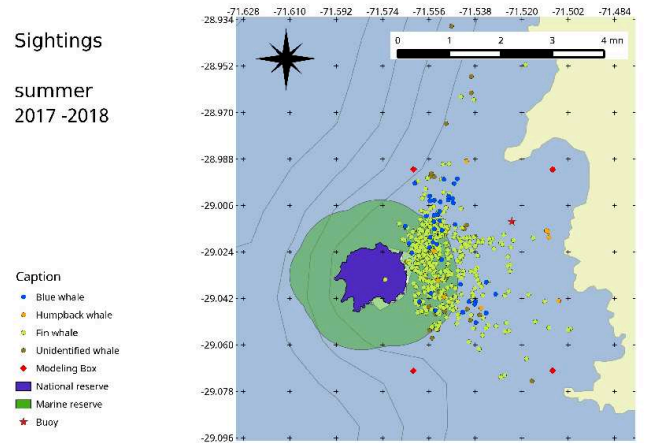 -71.628 -71.610 -71.592 -71.574 -71.556 -71.538 -71.520 -71.502 -71.484
Sightings
summer
2017 -2018
0 1 2 3 4 mn
-28.934
-28.952
-28.970
-28.988
-29.006
-29.024
-29.042
-29.060
-29.078
-29.096
Caption
Blue whale
Humpback whale
Fin whale
Unidentified whale
Modeling Box
National reserve
Marine reserve
Buoy